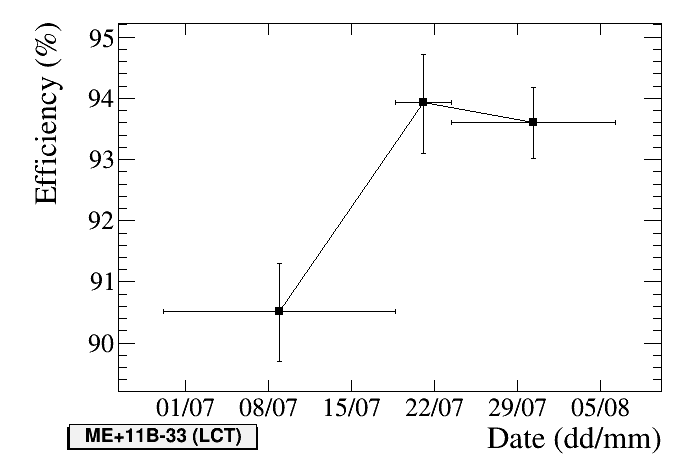 Efficiency (%)
95
94
93
92
91
90
01/07 08/07 15/07 22/07 29/07 05/08
ME+11B-33 (LCT)
Date (dd/mm)